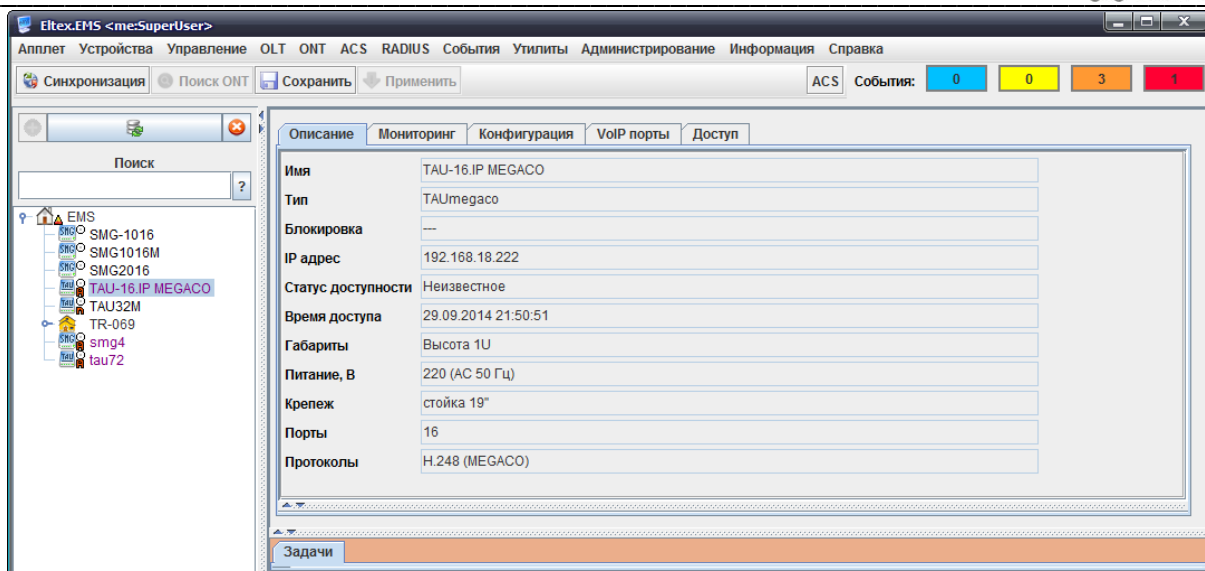 Eltex.EMS <me:SuperUser>
Апплет Устройства Управление OLT ONT ACS RADIUS События Утилиты Администрирование Информация Справка
Синхронизация Поиск ONT Сохранить Применить ACS События: 0 0 3 1
Описание Мониторинг Конфигурация VoIP порты Доступ
Поиск
?
EMS
SMG-1016
SMG1016M
SMG2016
TAU-16.IP MEGACO
TAU32M
TR-069
smg4
tau72
Имя TAU-16.IP MEGACO
Тип TAUmegaco
Блокировка ---
IP адрес 192.168.18.222
Статус доступности Неизвестное
Время доступа 29.09.2014 21:50:51
Габариты Высота 1U
Питание, В 220 (AC 50 Гц)
Крепеж стойка 19"
Порты 16
Протоколы H.248 (MEGACO)
Задачи